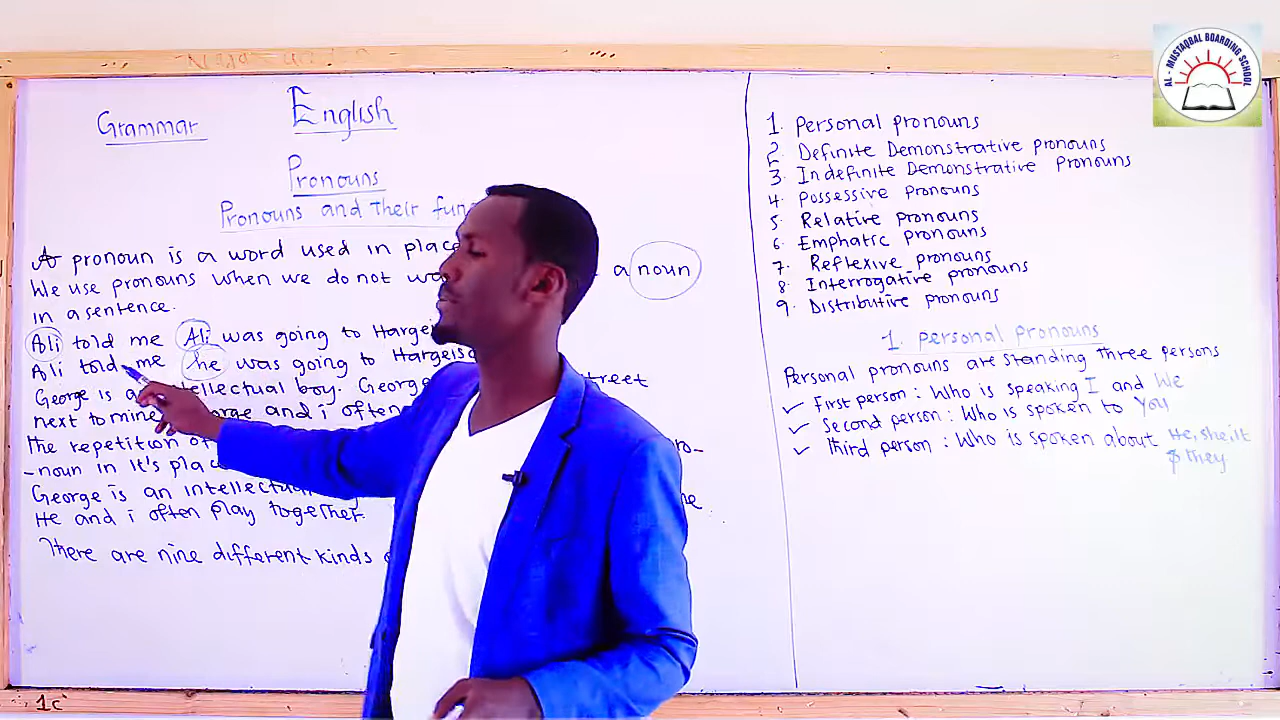 Grammar
English
Pronouns
Pronouns and Their fun
A pronoun is a word used in place
We use pronouns when we do not a noun
in a sentence.
Ali told me Ali was going to Harge
Ali told me he was going to Hargeisa
George is a intellectual boy. George street
next to mine and i often
The repetition of pro-
-noun in it's place
George is an
He and i often play together.
There are nine different kinds
1. Personal pronouns
2. Definite Demonstrative pronouns
3. Indefinite Demonstrative pronouns
4. Possessive pronouns
5. Relative pronouns
6. Emphatic pronouns
7. Reflexive pronouns
8. Interrogative pronouns
9. Distributive pronouns
1. Personal pronouns
Personal pronouns are standing three persons
✓ First person : Who is speaking I and We
✓ Second person : Who is spoken to You
✓ Third person : Who is spoken about He, she, it
$ they
AL - MUSTAQBAL BOARDING SCHOOL
1c